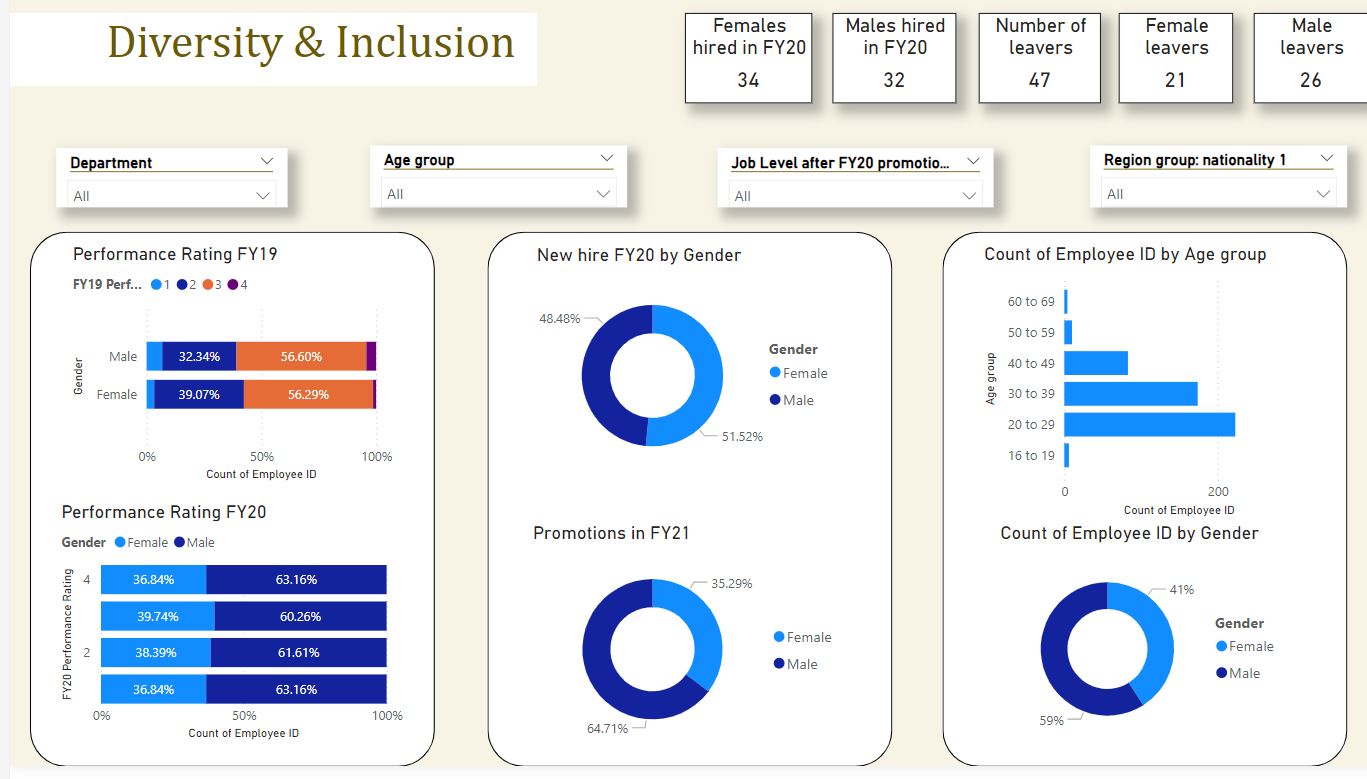 Diversity & Inclusion
Females
hired in FY20
34
Males hired
in FY20
32
Number of
leavers
47
Female
leavers
21
Male
leavers
26
Department
All
Age group
All
Job Level after FY20 promotio...
All
Region group: nationality 1
All
Performance Rating FY19
FY19 Perf... 1 2 3 4
Gender
Male 32.34% 56.60%
Female 39.07% 56.29%
0% 50% 100%
Count of Employee ID
Performance Rating FY20
Gender Female Male
FY20 Performance Rating
4 36.84% 63.16%
39.74% 60.26%
2 38.39% 61.61%
36.84% 63.16%
0% 50% 100%
Count of Employee ID
New hire FY20 by Gender
48.48%
51.52%
Gender
Female
Male
Promotions in FY21
35.29%
64.71%
Female
Male
Count of Employee ID by Age group
Age group
60 to 69
50 to 59
40 to 49
30 to 39
20 to 29
16 to 19
0 200
Count of Employee ID
Count of Employee ID by Gender
41%
59%
Gender
Female
Male